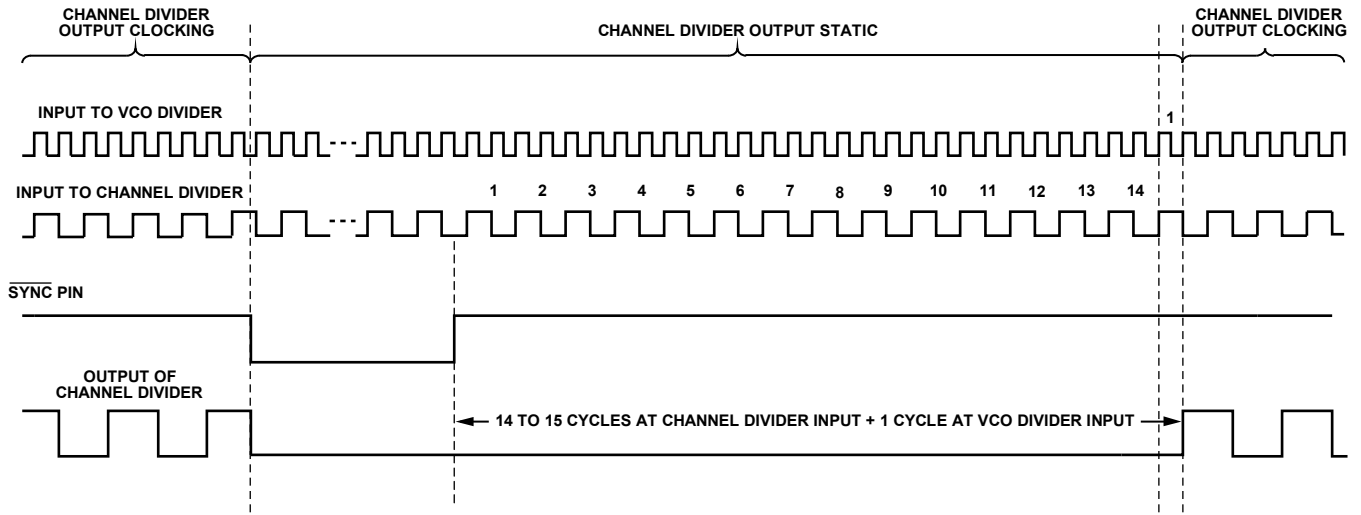 CHANNEL DIVIDER
OUTPUT CLOCKING
CHANNEL DIVIDER OUTPUT STATIC
CHANNEL DIVIDER
OUTPUT CLOCKING
INPUT TO VCO DIVIDER
1
INPUT TO CHANNEL DIVIDER
1 2 3 4 5 6 7 8 9 10 11 12 13 14
SYNC PIN
OUTPUT OF
CHANNEL DIVIDER
14 TO 15 CYCLES AT CHANNEL DIVIDER INPUT + 1 CYCLE AT VCO DIVIDER INPUT